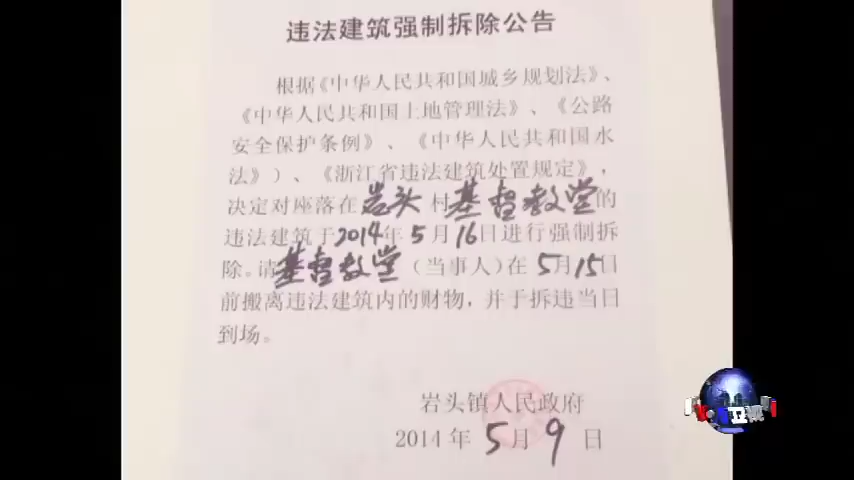 违法建筑强制拆除公告
根据《中华人民共和国城乡规划法》、
《中华人民共和国土地管理法》、《公路
安全保护条例》、《中华人民共和国水
法》）、《浙江省违法建筑处置规定》，
决定对座落在岩头村基督教堂的
违法建筑于2014年5月16日进行强制拆
除。请基督教堂（当事人）在5月15日
前搬离违法建筑内的财物，并于拆违当日
到场。
岩头镇人民政府
2014年5月9日
卫视